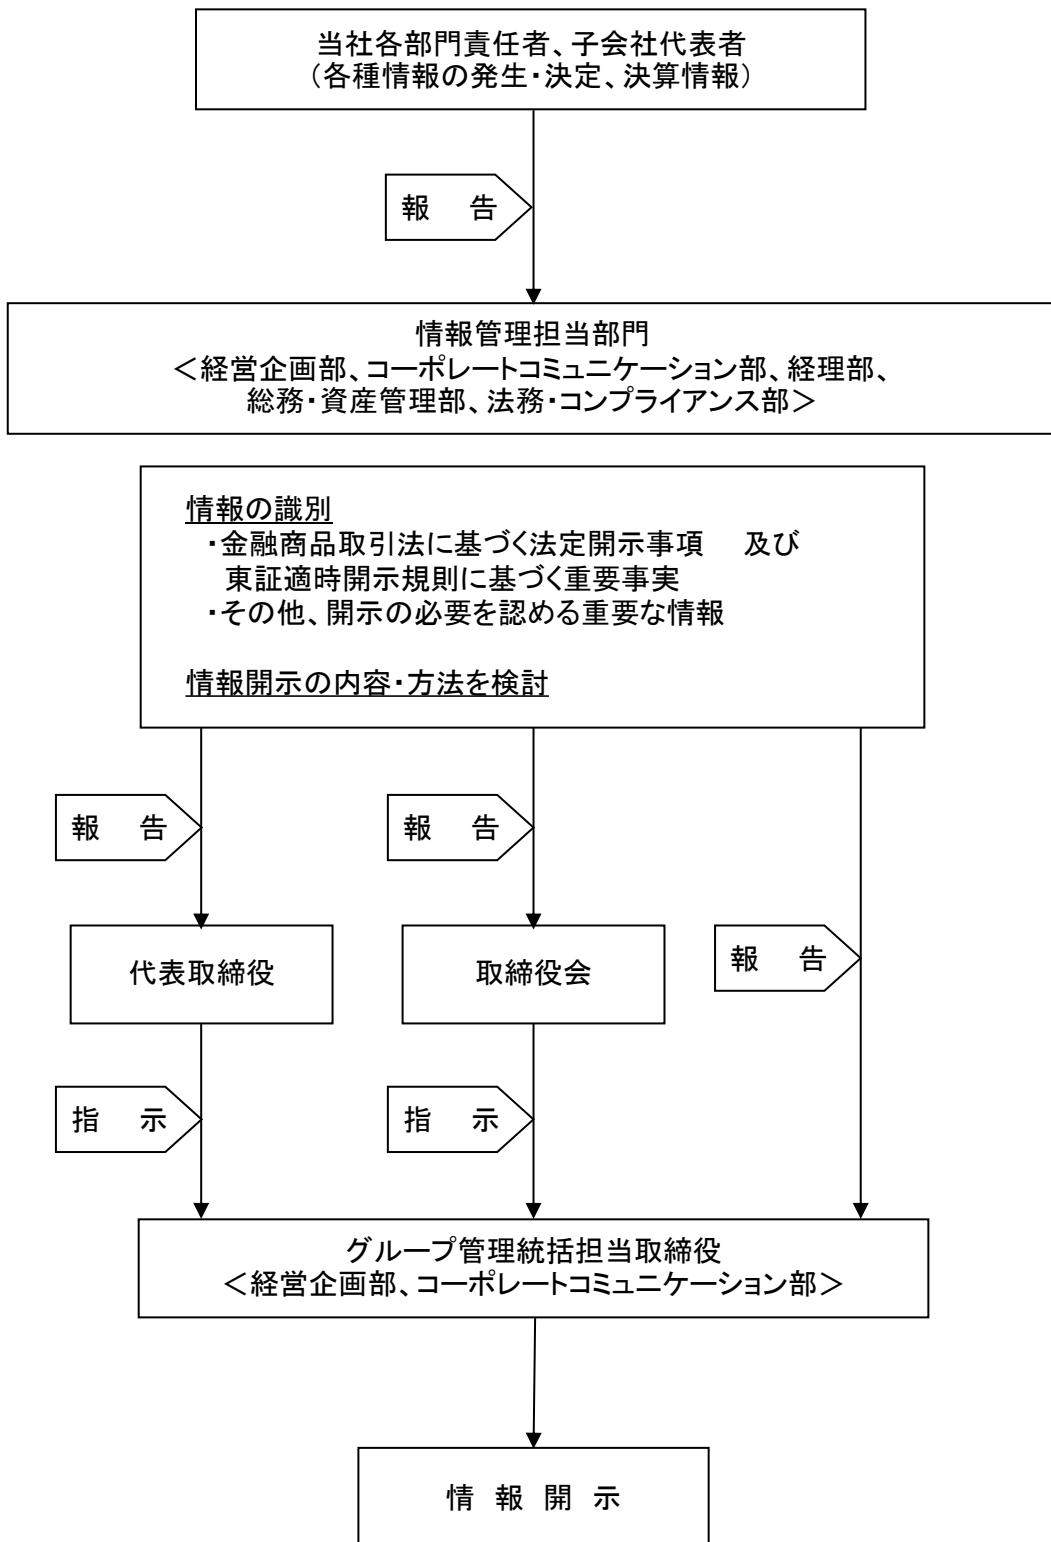 当社各部門責任者、子会社代表者
（各種情報の発生・決定、決算情報）
報　告
情報管理担当部門
＜経営企画部、コーポレートコミュニケーション部、経理部、
総務・資産管理部、法務・コンプライアンス部＞
情報の識別
・金融商品取引法に基づく法定開示事項　及び
東証適時開示規則に基づく重要事実
・その他、開示の必要を認める重要な情報
情報開示の内容・方法を検討
報　告
報　告
代表取締役
取締役会
報　告
指　示
指　示
グループ管理統括担当取締役
＜経営企画部、コーポレートコミュニケーション部＞
情 報 開 示